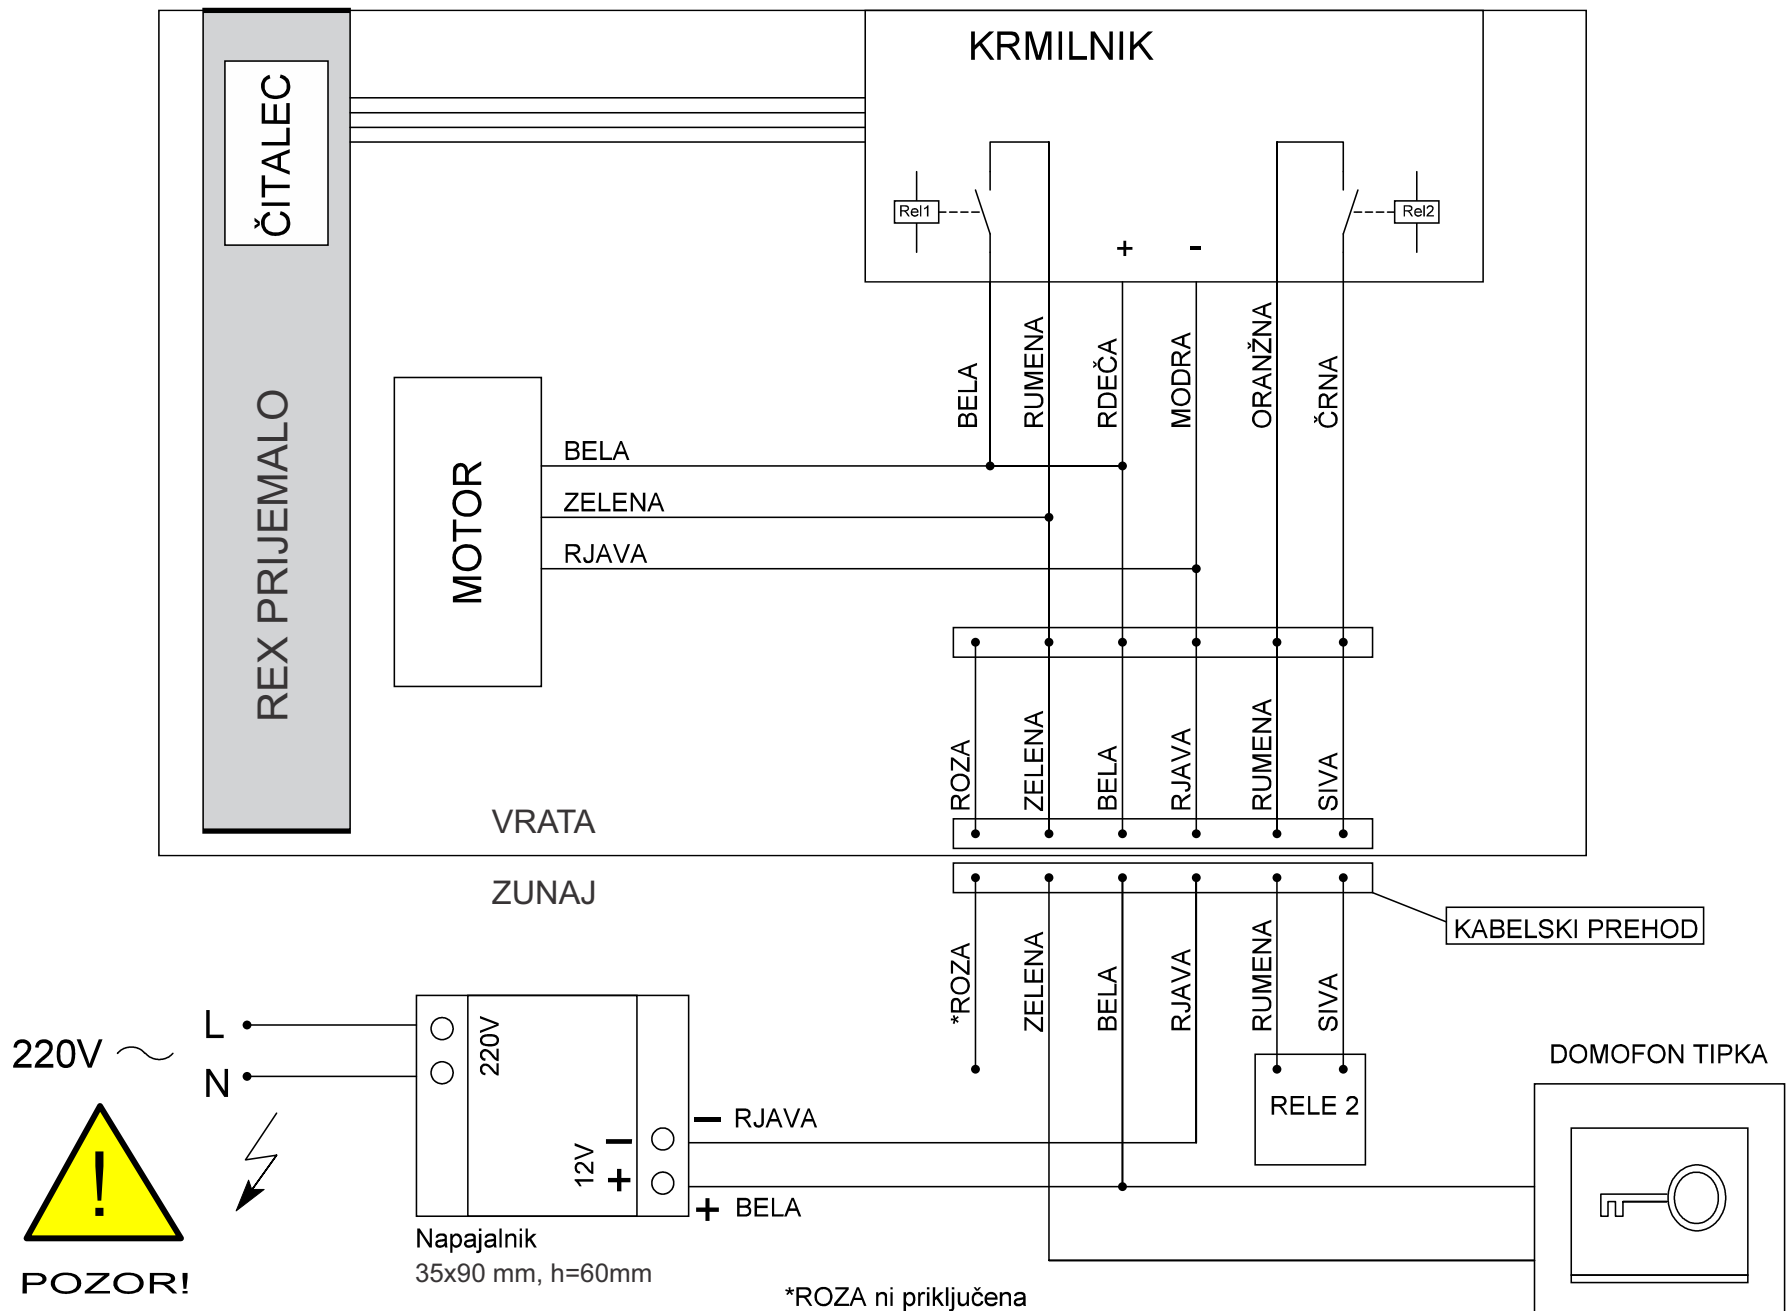 KRMILNIK
ČITALEC
Rel1
Rel2
+
-
REX PRIJEMALO
BELA
RUMENA
RDEČA
MODRA
ORANŽNA
ČRNA
MOTOR
BELA
ZELENA
RJAVA
ROZA
ZELENA
BELA
RJAVA
RUMENA
SIVA
VRATA
ZUNAJ
KABELSKI PREHOD
*ROZA
ZELENA
BELA
RJAVA
RUMENA
SIVA
220V
L
N
220V
12V
−
+
− RJAVA
+ BELA
RELE 2
DOMOFON TIPKA
!
POZOR!
Napajalnik
35x90 mm, h=60mm
*ROZA ni priključena